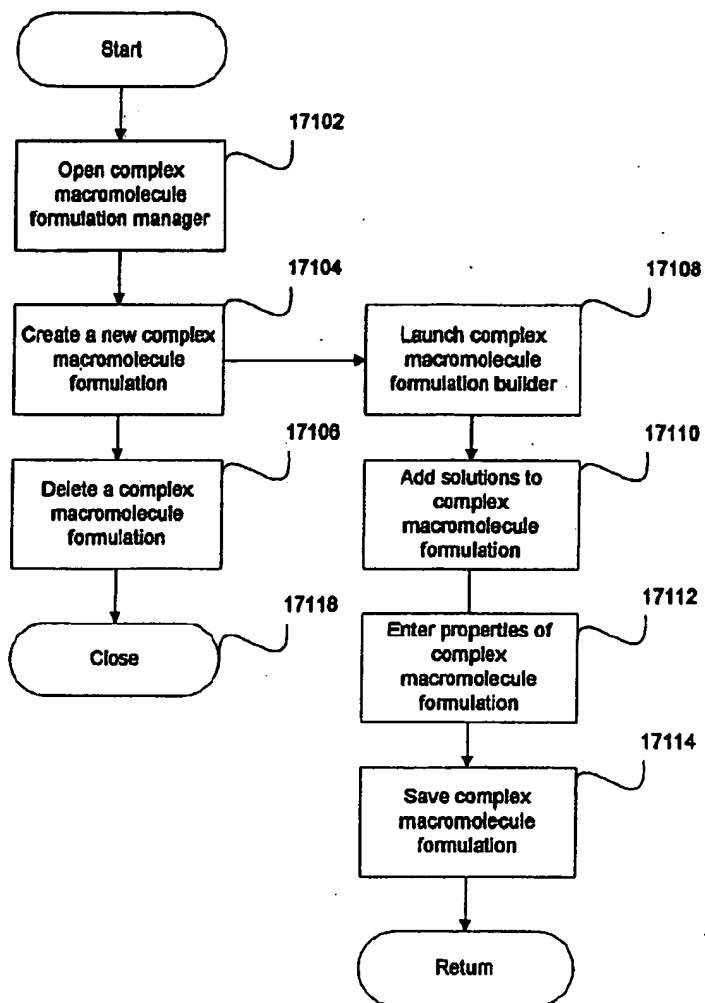 Start
17102
Open complex
macromolecule
formulation manager
17104
Create a new complex
macromolecule
formulation
17106
Delete a complex
macromolecule
formulation
17118
Close
17108
Launch complex
macromolecule
formulation builder
17110
Add solutions to
complex
macromolecule
formulation
17112
Enter properties of
complex
macromolecule
formulation
17114
Save complex
macromolecule
formulation
Return